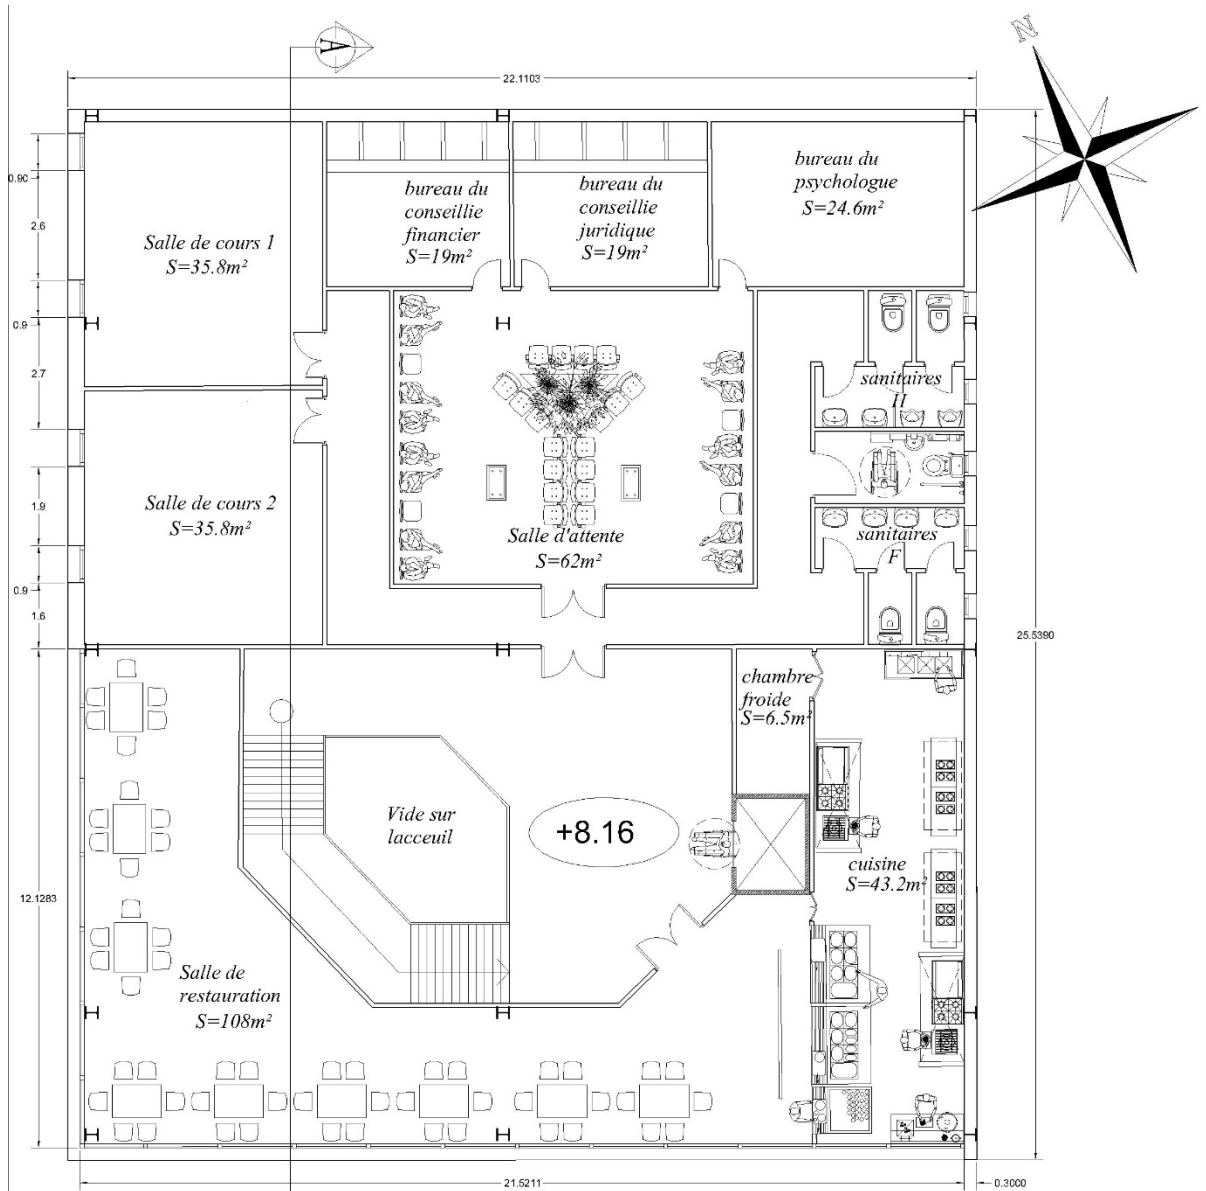 N
A
22.1103
bureau du
psychologue
S=24.6m²
bureau du
conseillie
financier
S=19m²
bureau du
conseillie
juridique
S=19m²
0.90
2.6
Salle de cours 1
S=35.8m²
0.9
2.7
sanitaires
H
Salle de cours 2
S=35.8m²
1.9
Salle d'attente
S=62m²
sanitaires
F
0.9
1.6
25.5390
chambre
froide
S=6.5m²
Vide sur
lacceuil
+8.16
cuisine
S=43.2m²
12.1283
Salle de
restauration
S=108m²
21.5211
0.3000